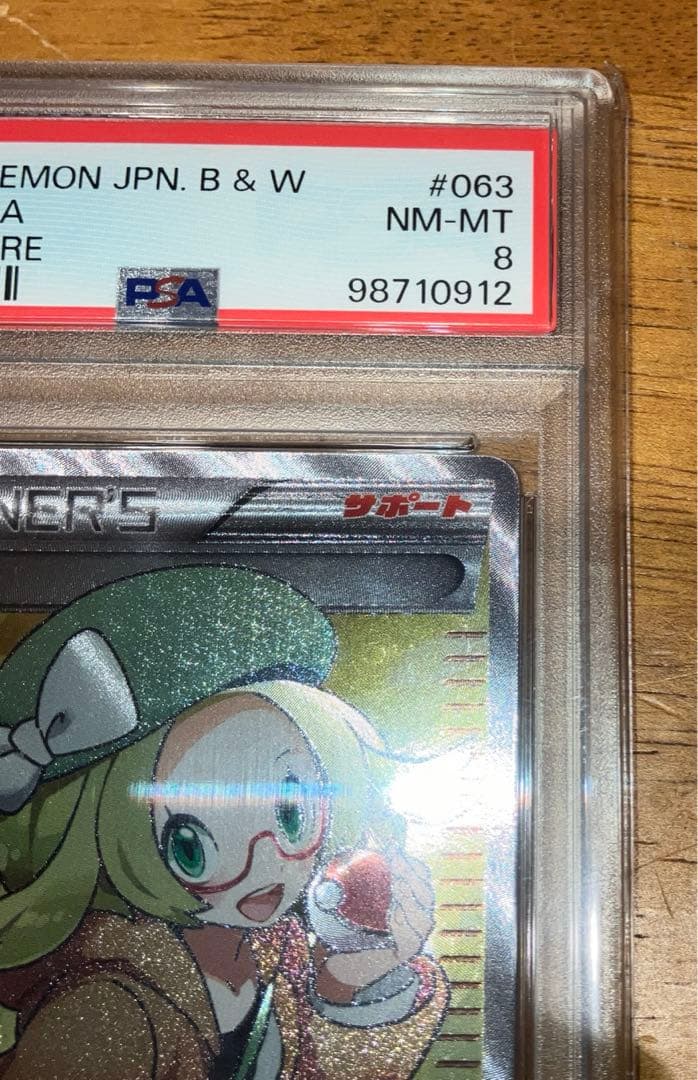 EMON JPN. B & W #063
A NM-MT
RE 8
PSA 98710912
NER'S サポート